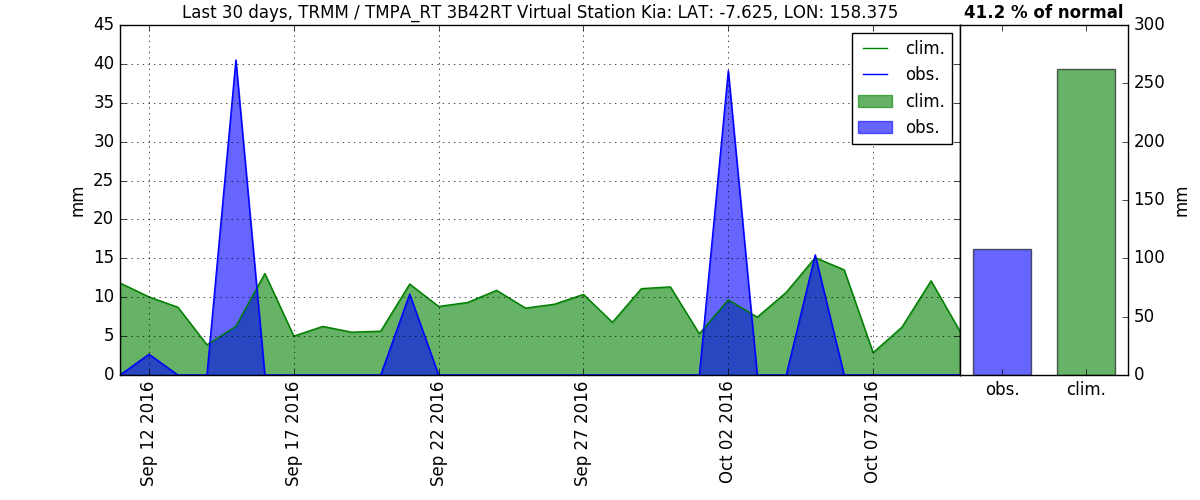 Last 30 days, TRMM / TMPA_RT 3B42RT Virtual Station Kia: LAT: -7.625, LON: 158.375
41.2 % of normal
45
40
35
30
25
20
15
10
5
0
mm
clim.
obs.
clim.
obs.
Sep 12 2016
Sep 17 2016
Sep 22 2016
Sep 27 2016
Oct 02 2016
Oct 07 2016
300
250
200
150
100
50
0
mm
obs.
clim.